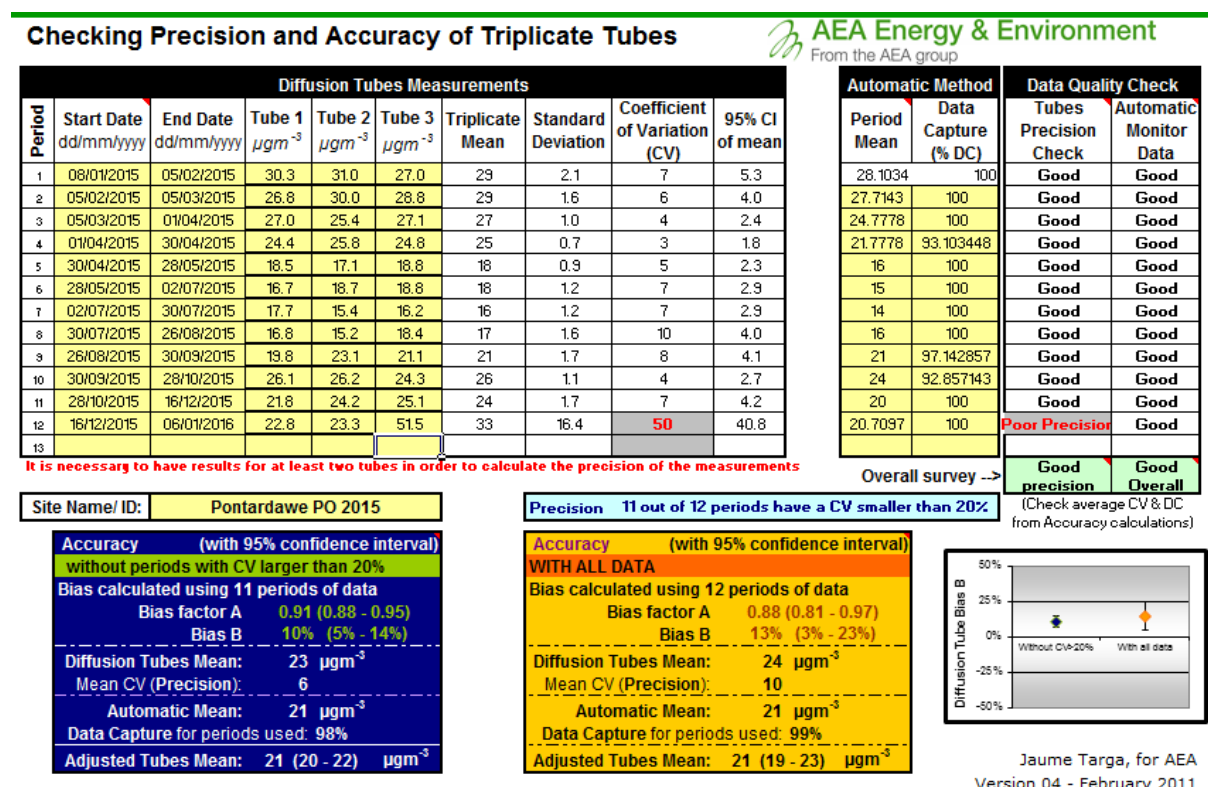 Checking Precision and Accuracy of Triplicate Tubes
AEA Energy & Environment
From the AEA group
Diffusion Tubes Measurements
Period Start Date dd/mm/yyyy End Date dd/mm/yyyy Tube 1 µgm-3 Tube 2 µgm-3 Tube 3 µgm-3 Triplicate Mean Standard Deviation Coefficient of Variation (CV) 95% CI of mean
Automatic Method
Period Mean Data Capture (% DC)
Data Quality Check
Tubes Precision Check Automatic Monitor Data
1 08/01/2015 05/02/2015 30.3 31.0 27.0 29 2.1 7 5.3 28.1034 100 Good Good
2 05/02/2015 05/03/2015 26.8 30.0 28.8 29 1.6 6 4.0 27.7143 100 Good Good
3 05/03/2015 01/04/2015 27.0 25.4 27.1 27 1.0 4 2.4 24.7778 100 Good Good
4 01/04/2015 30/04/2015 24.4 25.8 24.8 25 0.7 3 1.8 21.7778 93.103448 Good Good
5 30/04/2015 28/05/2015 18.5 17.1 18.8 18 0.9 5 2.3 16 100 Good Good
6 28/05/2015 02/07/2015 16.7 18.7 18.8 18 1.2 7 2.9 15 100 Good Good
7 02/07/2015 30/07/2015 17.7 15.4 16.2 16 1.2 7 2.9 14 100 Good Good
8 30/07/2015 26/08/2015 16.8 15.2 18.4 17 1.6 10 4.0 16 100 Good Good
9 26/08/2015 30/09/2015 19.8 23.1 21.1 21 1.7 8 4.1 21 97.142857 Good Good
10 30/09/2015 28/10/2015 26.1 26.2 24.3 26 1.1 4 2.7 24 92.857143 Good Good
11 28/10/2015 16/12/2015 21.8 24.2 25.1 24 1.7 7 4.2 20 100 Good Good
12 16/12/2015 06/01/2016 22.8 23.3 51.5 33 16.4 50 40.8 20.7097 100 Poor Precision Good
13
It is necessary to have results for at least two tubes in order to calculate the precision of the measurements
Overall survey --> Good precision Good Overall
(Check average CV & DC from Accuracy calculations)
Site Name/ ID: Pontardawe PO 2015
Precision 11 out of 12 periods have a CV smaller than 20%
Accuracy (with 95% confidence interval)
without periods with CV larger than 20%
Bias calculated using 11 periods of data
Bias factor A 0.91 (0.88 - 0.95)
Bias B 10% (5% - 14%)
Diffusion Tubes Mean: 23 µgm-3
Mean CV (Precision): 6
Automatic Mean: 21 µgm-3
Data Capture for periods used: 98%
Adjusted Tubes Mean: 21 (20 - 22) µgm-3
Accuracy (with 95% confidence interval)
WITH ALL DATA
Bias calculated using 12 periods of data
Bias factor A 0.88 (0.81 - 0.97)
Bias B 13% (3% - 23%)
Diffusion Tubes Mean: 24 µgm-3
Mean CV (Precision): 10
Automatic Mean: 21 µgm-3
Data Capture for periods used: 99%
Adjusted Tubes Mean: 21 (19 - 23) µgm-3
Diffusion Tube Bias B
50%
25%
0%
-25%
-50%
Without CV>20% With all data
Jaume Targa, for AEA
Version 04 - February 2011